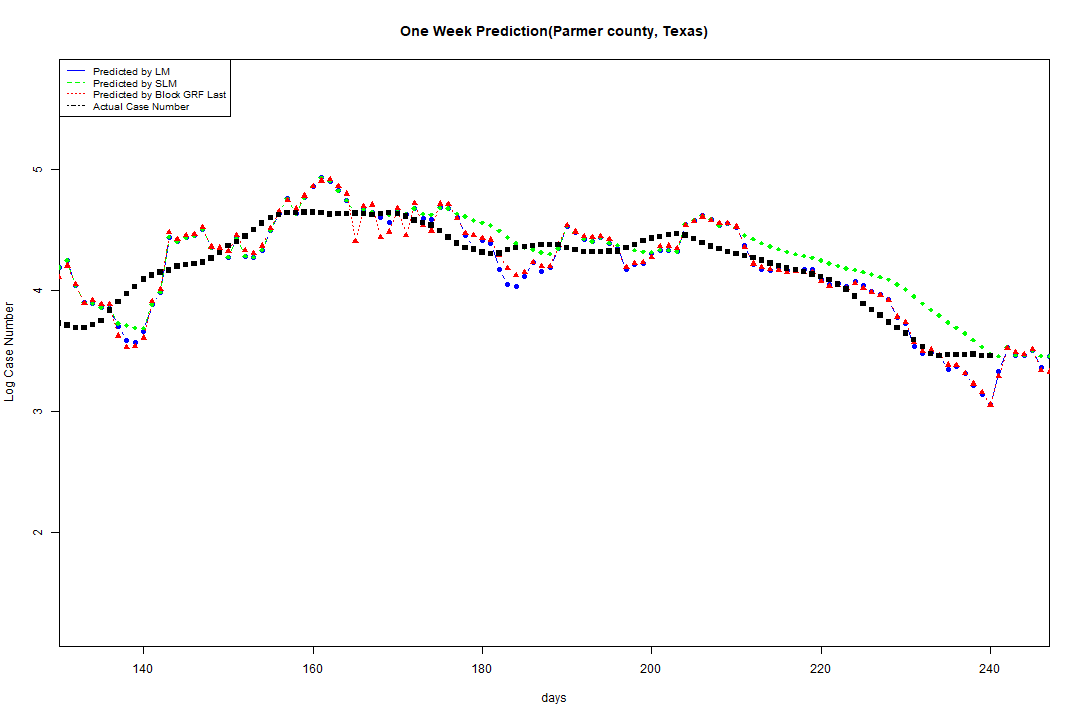 One Week Prediction(Parmer county, Texas)
Predicted by LM
Predicted by SLM
Predicted by Block GRF Last
Actual Case Number
5
4
3
2
Log Case Number
140 160 180 200 220 240
days